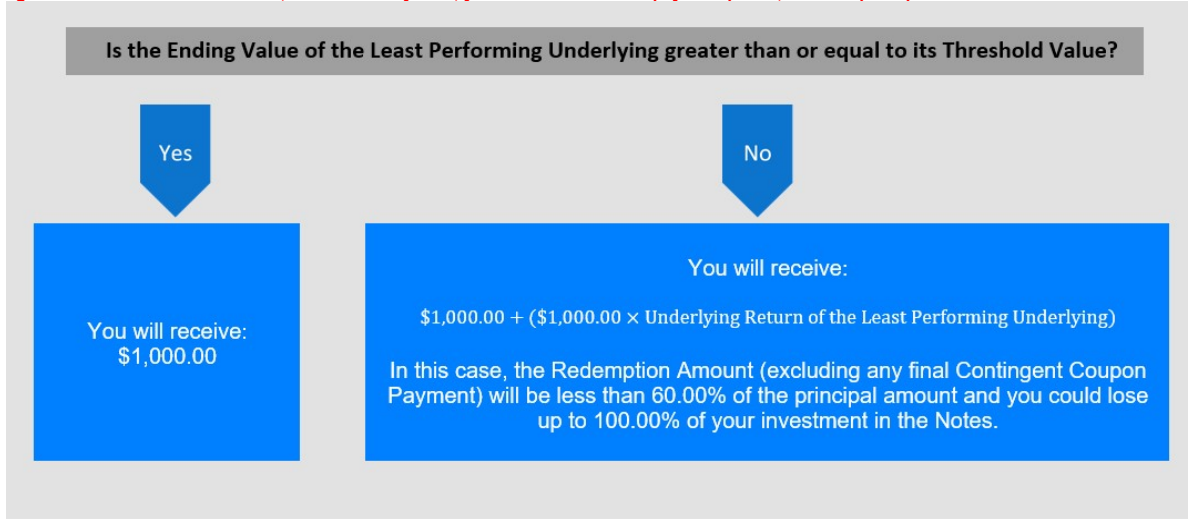 Is the Ending Value of the Least Performing Underlying greater than or equal to its Threshold Value?
Yes
No
You will receive:
$1,000.00
You will receive:
$1,000.00 + ($1,000.00 × Underlying Return of the Least Performing Underlying)
In this case, the Redemption Amount (excluding any final Contingent Coupon
Payment) will be less than 60.00% of the principal amount and you could lose
up to 100.00% of your investment in the Notes.